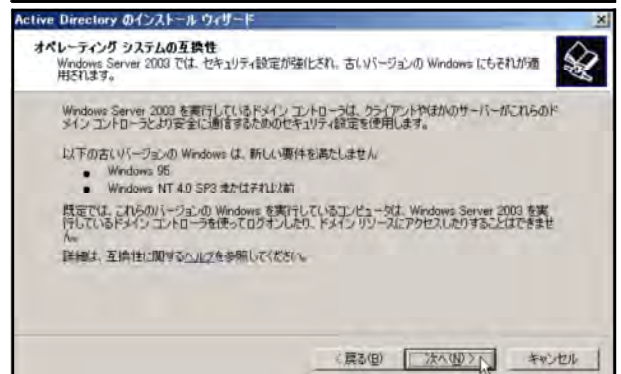 Active Directory のインストール ウィザード
オペレーティング システムの互換性
Windows Server 2003 では、セキュリティ設定が強化され、古いバージョンの Windows にもそれが適
用されます。
Windows Server 2003 を実行しているドメイン コントローラは、クライアントやほかのサーバーがこれらのド
メイン コントローラとより安全に通信するためのセキュリティ設定を使用します。
以下の古いバージョンの Windows は、新しい要件を満たしません
Windows 95
Windows NT 4.0 SP3 またはそれ以前
既定では、これらのバージョンの Windows を実行しているコンピュータは、Windows Server 2003 を実
行しているドメイン コントローラを使ってログオンしたり、ドメイン リソースにアクセスしたりすることはできませ
ん。
詳細は、互換性に関するヘルプを参照してください。
< 戻る(B)
次へ(N) >
キャンセル